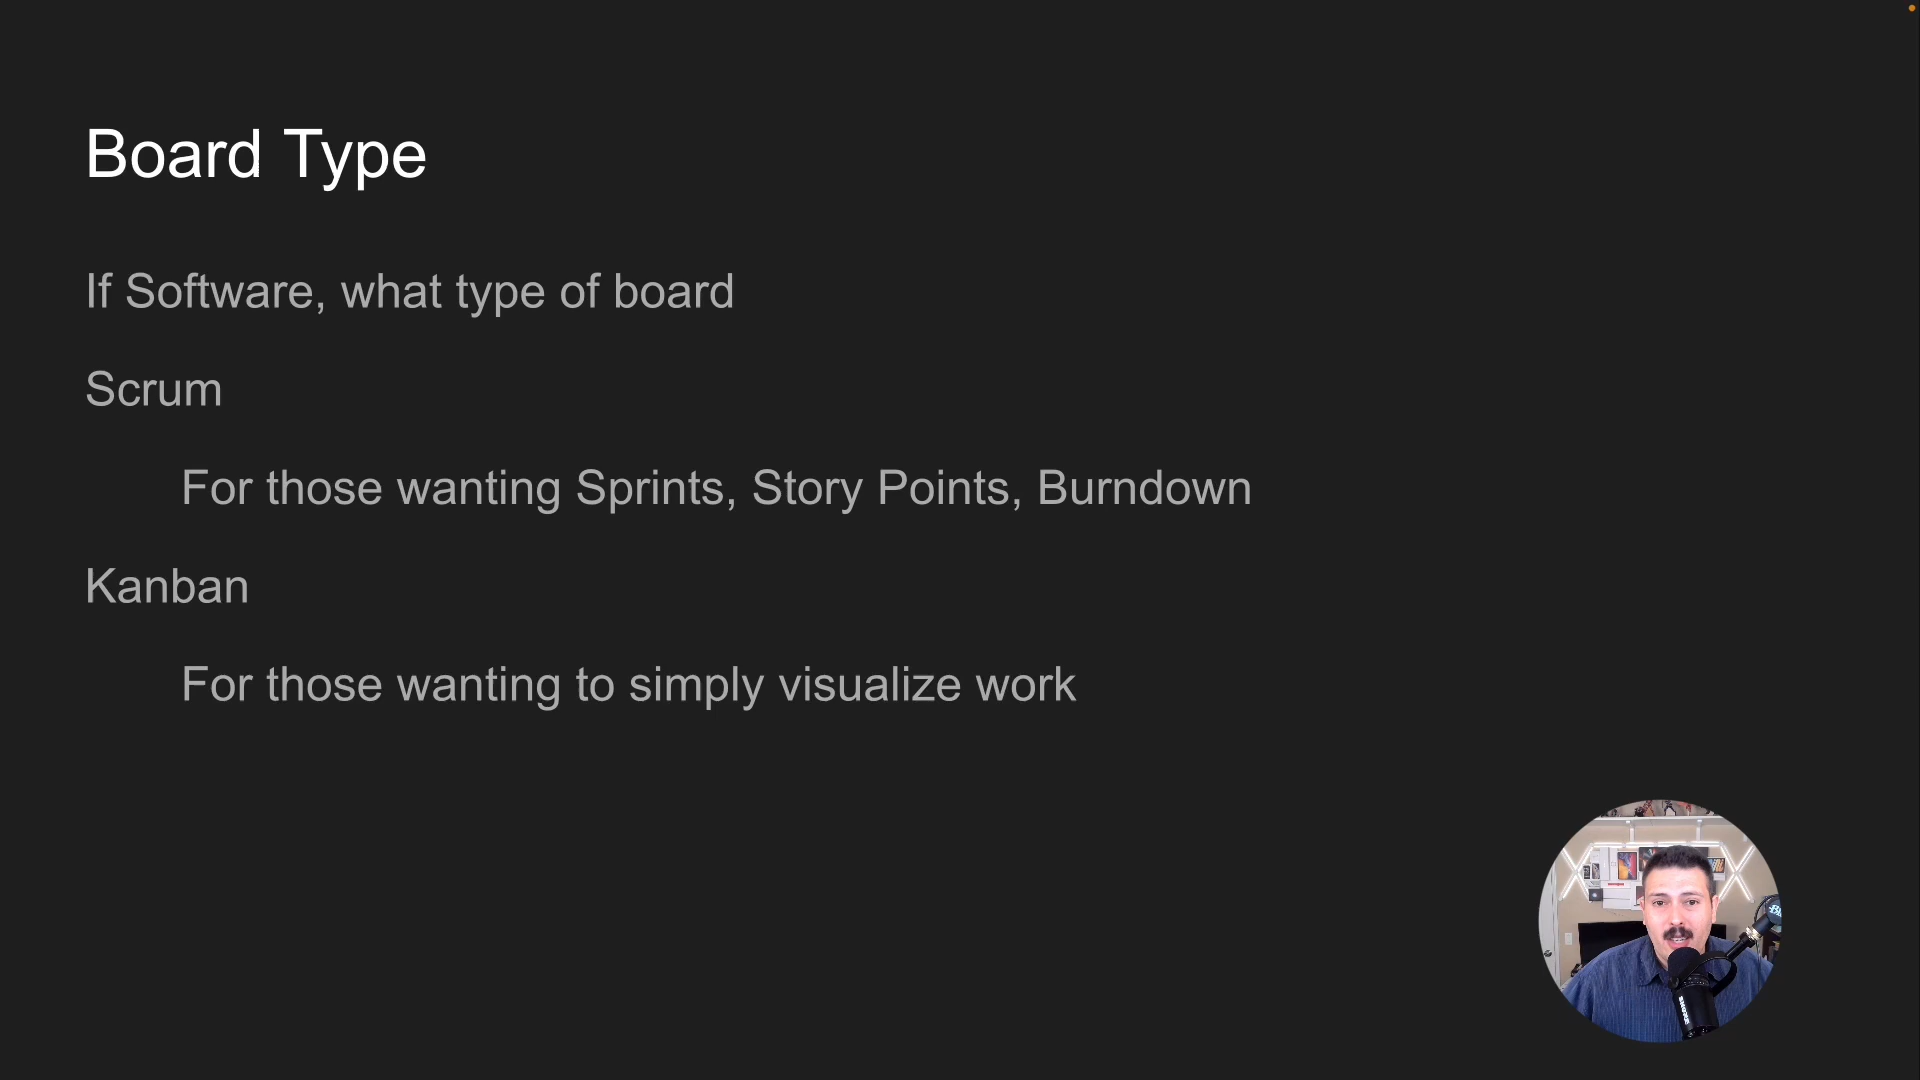 Board Type
If Software, what type of board
Scrum
For those wanting Sprints, Story Points, Burndown
Kanban
For those wanting to simply visualize work